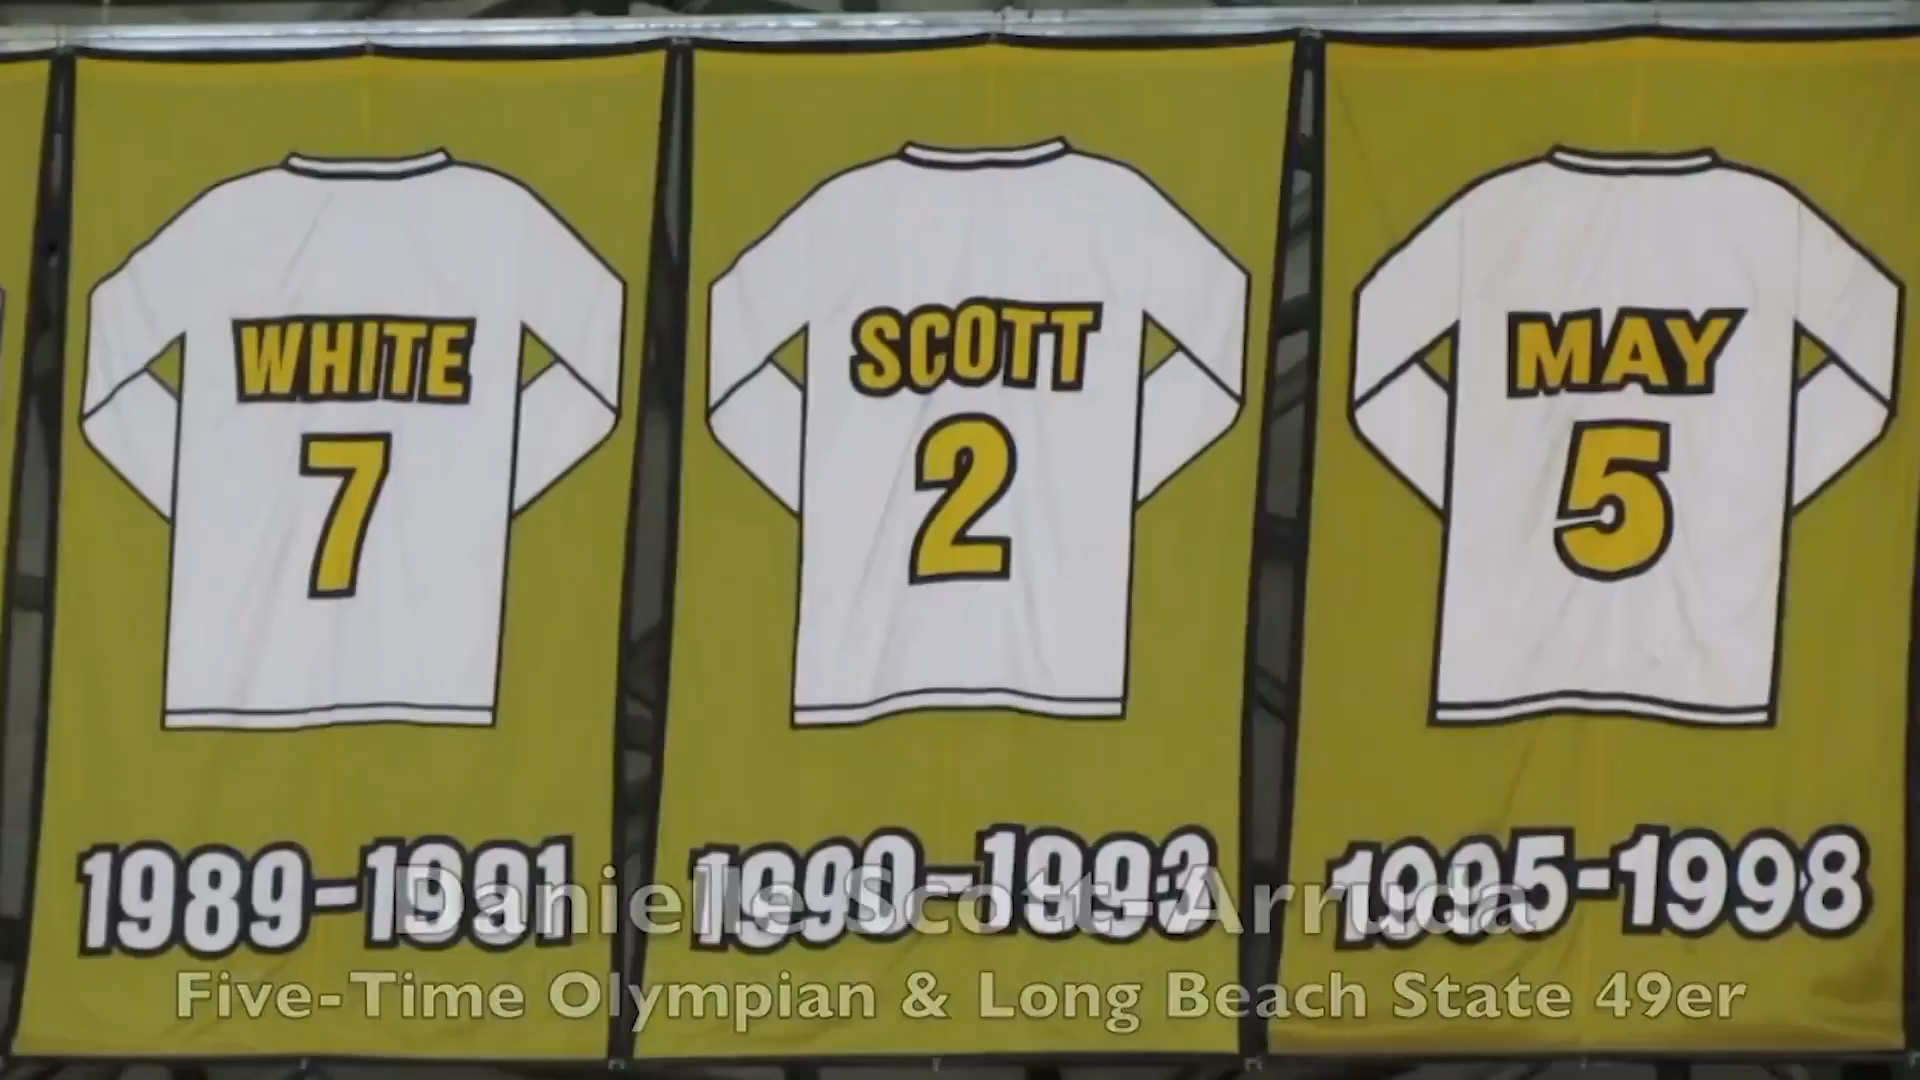 WHITE
7
1989-1991
SCOTT
2
1990-1993
MAY
5
1995-1998
Danielle Scott-Arruda
Five-Time Olympian & Long Beach State 49er